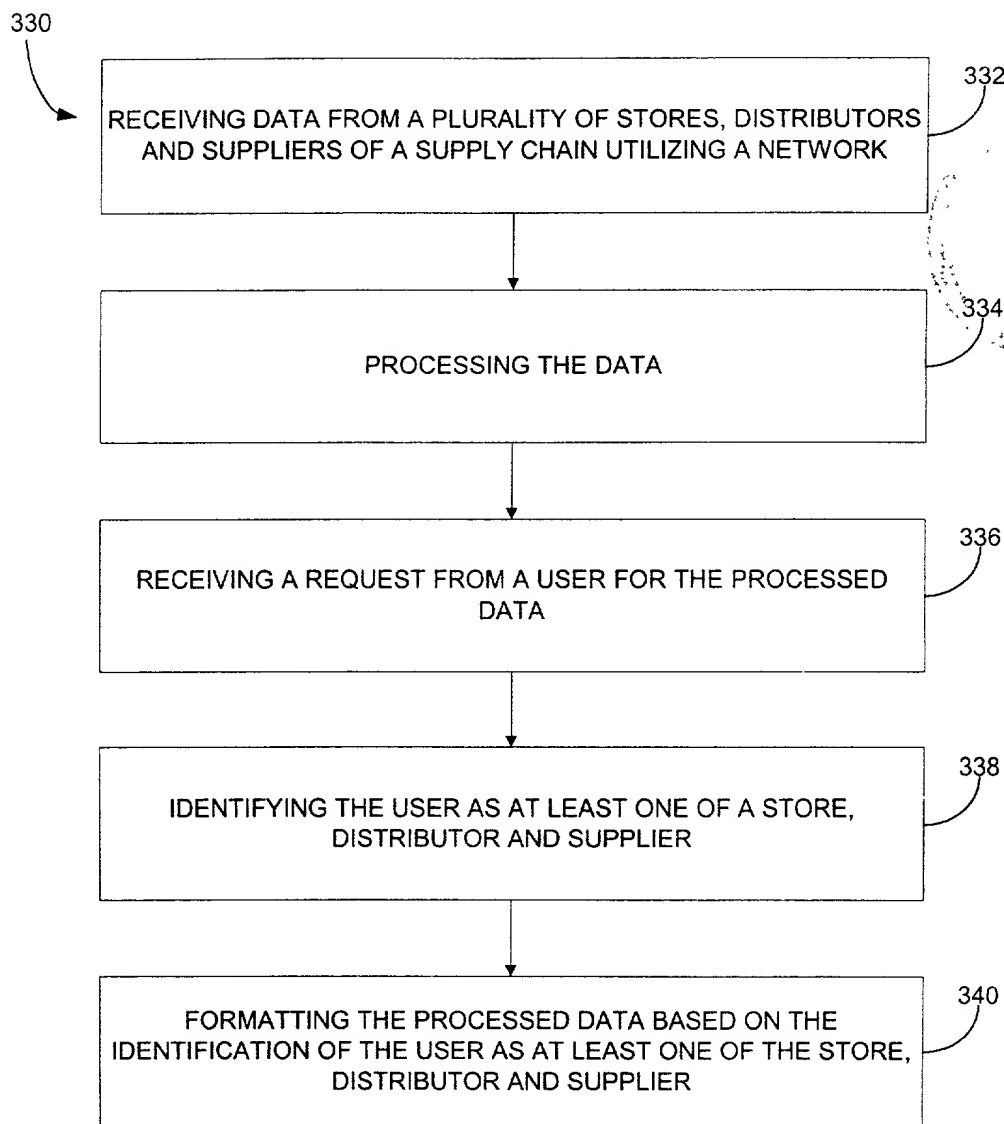 330
332
RECEIVING DATA FROM A PLURALITY OF STORES, DISTRIBUTORS
AND SUPPLIERS OF A SUPPLY CHAIN UTILIZING A NETWORK
334
PROCESSING THE DATA
336
RECEIVING A REQUEST FROM A USER FOR THE PROCESSED
DATA
338
IDENTIFYING THE USER AS AT LEAST ONE OF A STORE,
DISTRIBUTOR AND SUPPLIER
340
FORMATTING THE PROCESSED DATA BASED ON THE
IDENTIFICATION OF THE USER AS AT LEAST ONE OF THE STORE,
DISTRIBUTOR AND SUPPLIER